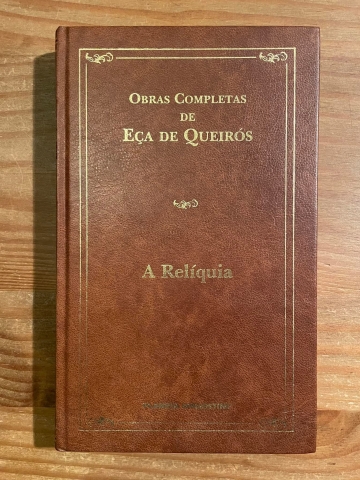 OBRAS COMPLETAS
DE
EÇA DE QUEIRÓS
A Relíquia